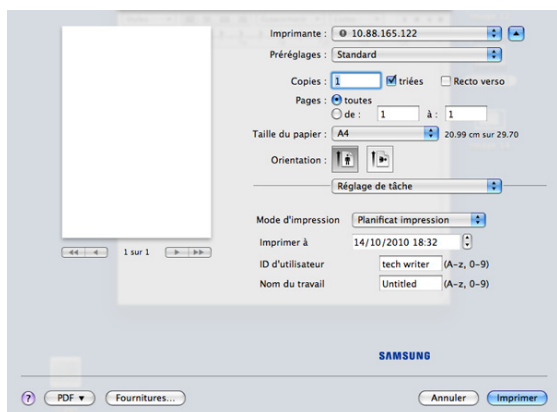 Imprimante : 10.88.165.122
Préréglages : Standard
Copies : 1 triées Recto verso
Pages : toutes
de : 1 à : 1
Taille du papier : A4 20.99 cm sur 29.70
Orientation :
Réglage de tâche
Mode d'impression Planificat impression
Imprimer à 14/10/2010 18:32
1 sur 1
ID d'utilisateur tech writer (A-z, 0-9)
Nom du travail Untitled (A-z, 0-9)
SAMSUNG
? PDF Fournitures... Annuler Imprimer